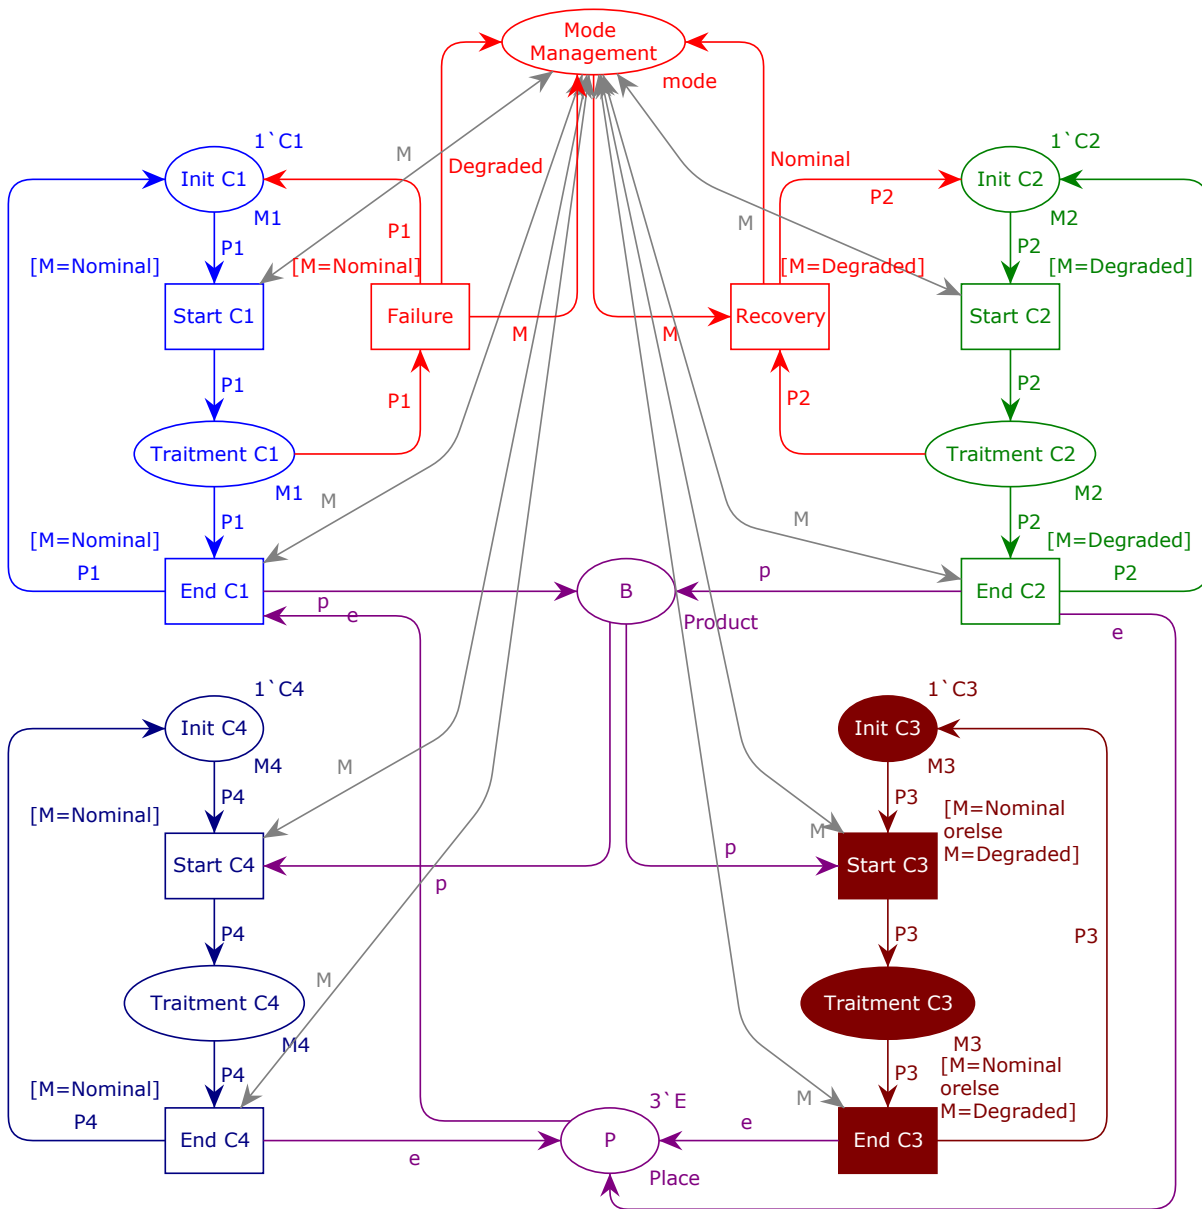 Mode
Management
mode
1`C1
1`C2
Init C1
M
Degraded
Nominal
Init C2
M1
P1
P2
M2
P1
M
P2
[M=Nominal]
[M=Nominal]
[M=Degraded]
[M=Degraded]
Start C1
Failure
M
M
Recovery
Start C2
P1
P1
P2
P2
Traitment C1
Traitment C2
M1
M
M2
P1
M
P2
[M=Nominal]
[M=Degraded]
P1
p
P2
End C1
B
End C2
p
e
Product
e
1`C4
1`C3
Init C4
Init C3
M4
M
M3
P4
P3
[M=Nominal]
[M=Nominal
orelse
M=Degraded]
M
Start C4
p
p
Start C3
P4
P3
P3
M
Traitment C4
Traitment C3
M4
M3
P4
P3
[M=Nominal]
[M=Nominal
orelse
M=Degraded]
P4
3`E
M
e
End C4
P
End C3
e
Place